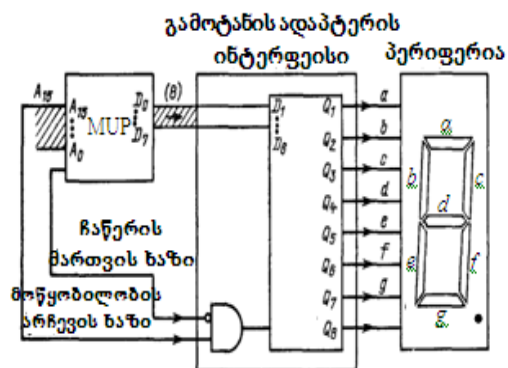 გამოტანის ადაპტერის
ინტერფეისი
პერიფერია
A15
A15
A0
MUP
D0
D7
(8)
D1
D8
Q1
Q2
Q3
Q4
Q5
Q6
Q7
Q8
a
b
c
d
e
f
g
a
b
c
d
e
f
g
ჩაწერის
მართვის ხაზი
მოწყობილობის
არჩევის ხაზი